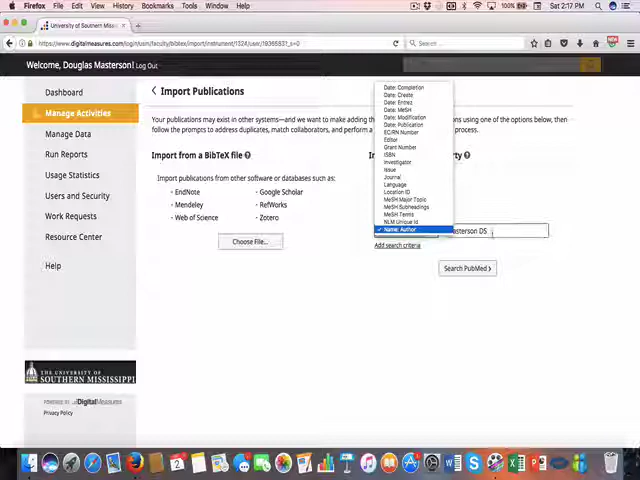 Firefox File Edit View History Bookmarks Tools Window Help
100%
Sat 2:17 PM
University of Southern Mississip...
https://www.digitalmeasures.com/login/usm/faculty/bibtex/import/instrument/1324/user/1936583?_s=0
Search
Welcome, Douglas Masterson! Log Out
Dashboard
Manage Activities
Manage Data
Run Reports
Usage Statistics
Users and Security
Work Requests
Resource Center
Help
THE UNIVERSITY OF
SOUTHERN MISSISSIPPI
POWERED BY DigitalMeasures
Privacy Policy
Import Publications
Your publications may exist in other systems—and we want to make adding
using one of the options below, then
follow the prompts to address duplicates, match collaborators, and perform a
process.
Import from a BibTeX file
Import publications from other software or databases such as:
• EndNote • Google Scholar
• Mendeley • RefWorks
• Web of Science • Zotero
Choose File...
Date: Completion
Date: Create
Date: Entrez
Date: MeSH
Date: Modification
Date: Publication
EC/RN Number
Editor
Grant Number
ISBN
Investigator
Issue
Journal
Language
Location ID
MeSH Major Topic
MeSH Subheadings
MeSH Terms
NLM Unique Id
✓ Name: Author
asterson DS
Add search criteria
Search PubMed